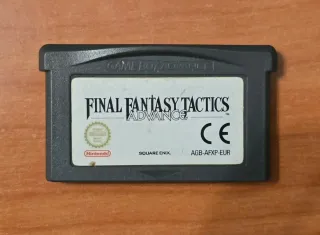 GAME BOY ADVANCE
FINAL FANTASY TACTICS
ADVANCE
CE
Nintendo
SQUARE ENIX
AGB-AFXP-EUR